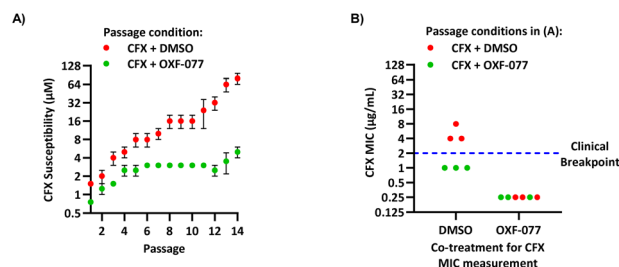 A)
Passage condition:
CFX + DMSO
CFX + OXF-077
CFX Susceptibility (μM)
128
64
32
16
8
4
2
1
0.5
2
4
6
8
10
12
14
Passage
B)
Passage conditions in (A):
CFX + DMSO
CFX + OXF-077
CFX MIC (μg/mL)
128
64
32
16
8
4
2
1
0.5
0.25
0.125
Clinical
Breakpoint
DMSO
OXF-077
Co-treatment for CFX
MIC measurement